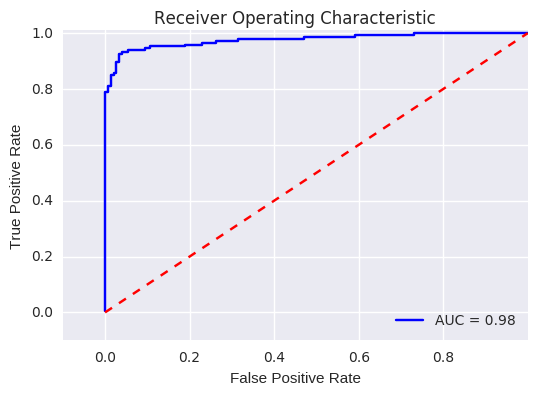 Receiver Operating Characteristic
1.0
0.8
0.6
0.4
0.2
0.0
True Positive Rate
AUC = 0.98
0.0 0.2 0.4 0.6 0.8
False Positive Rate